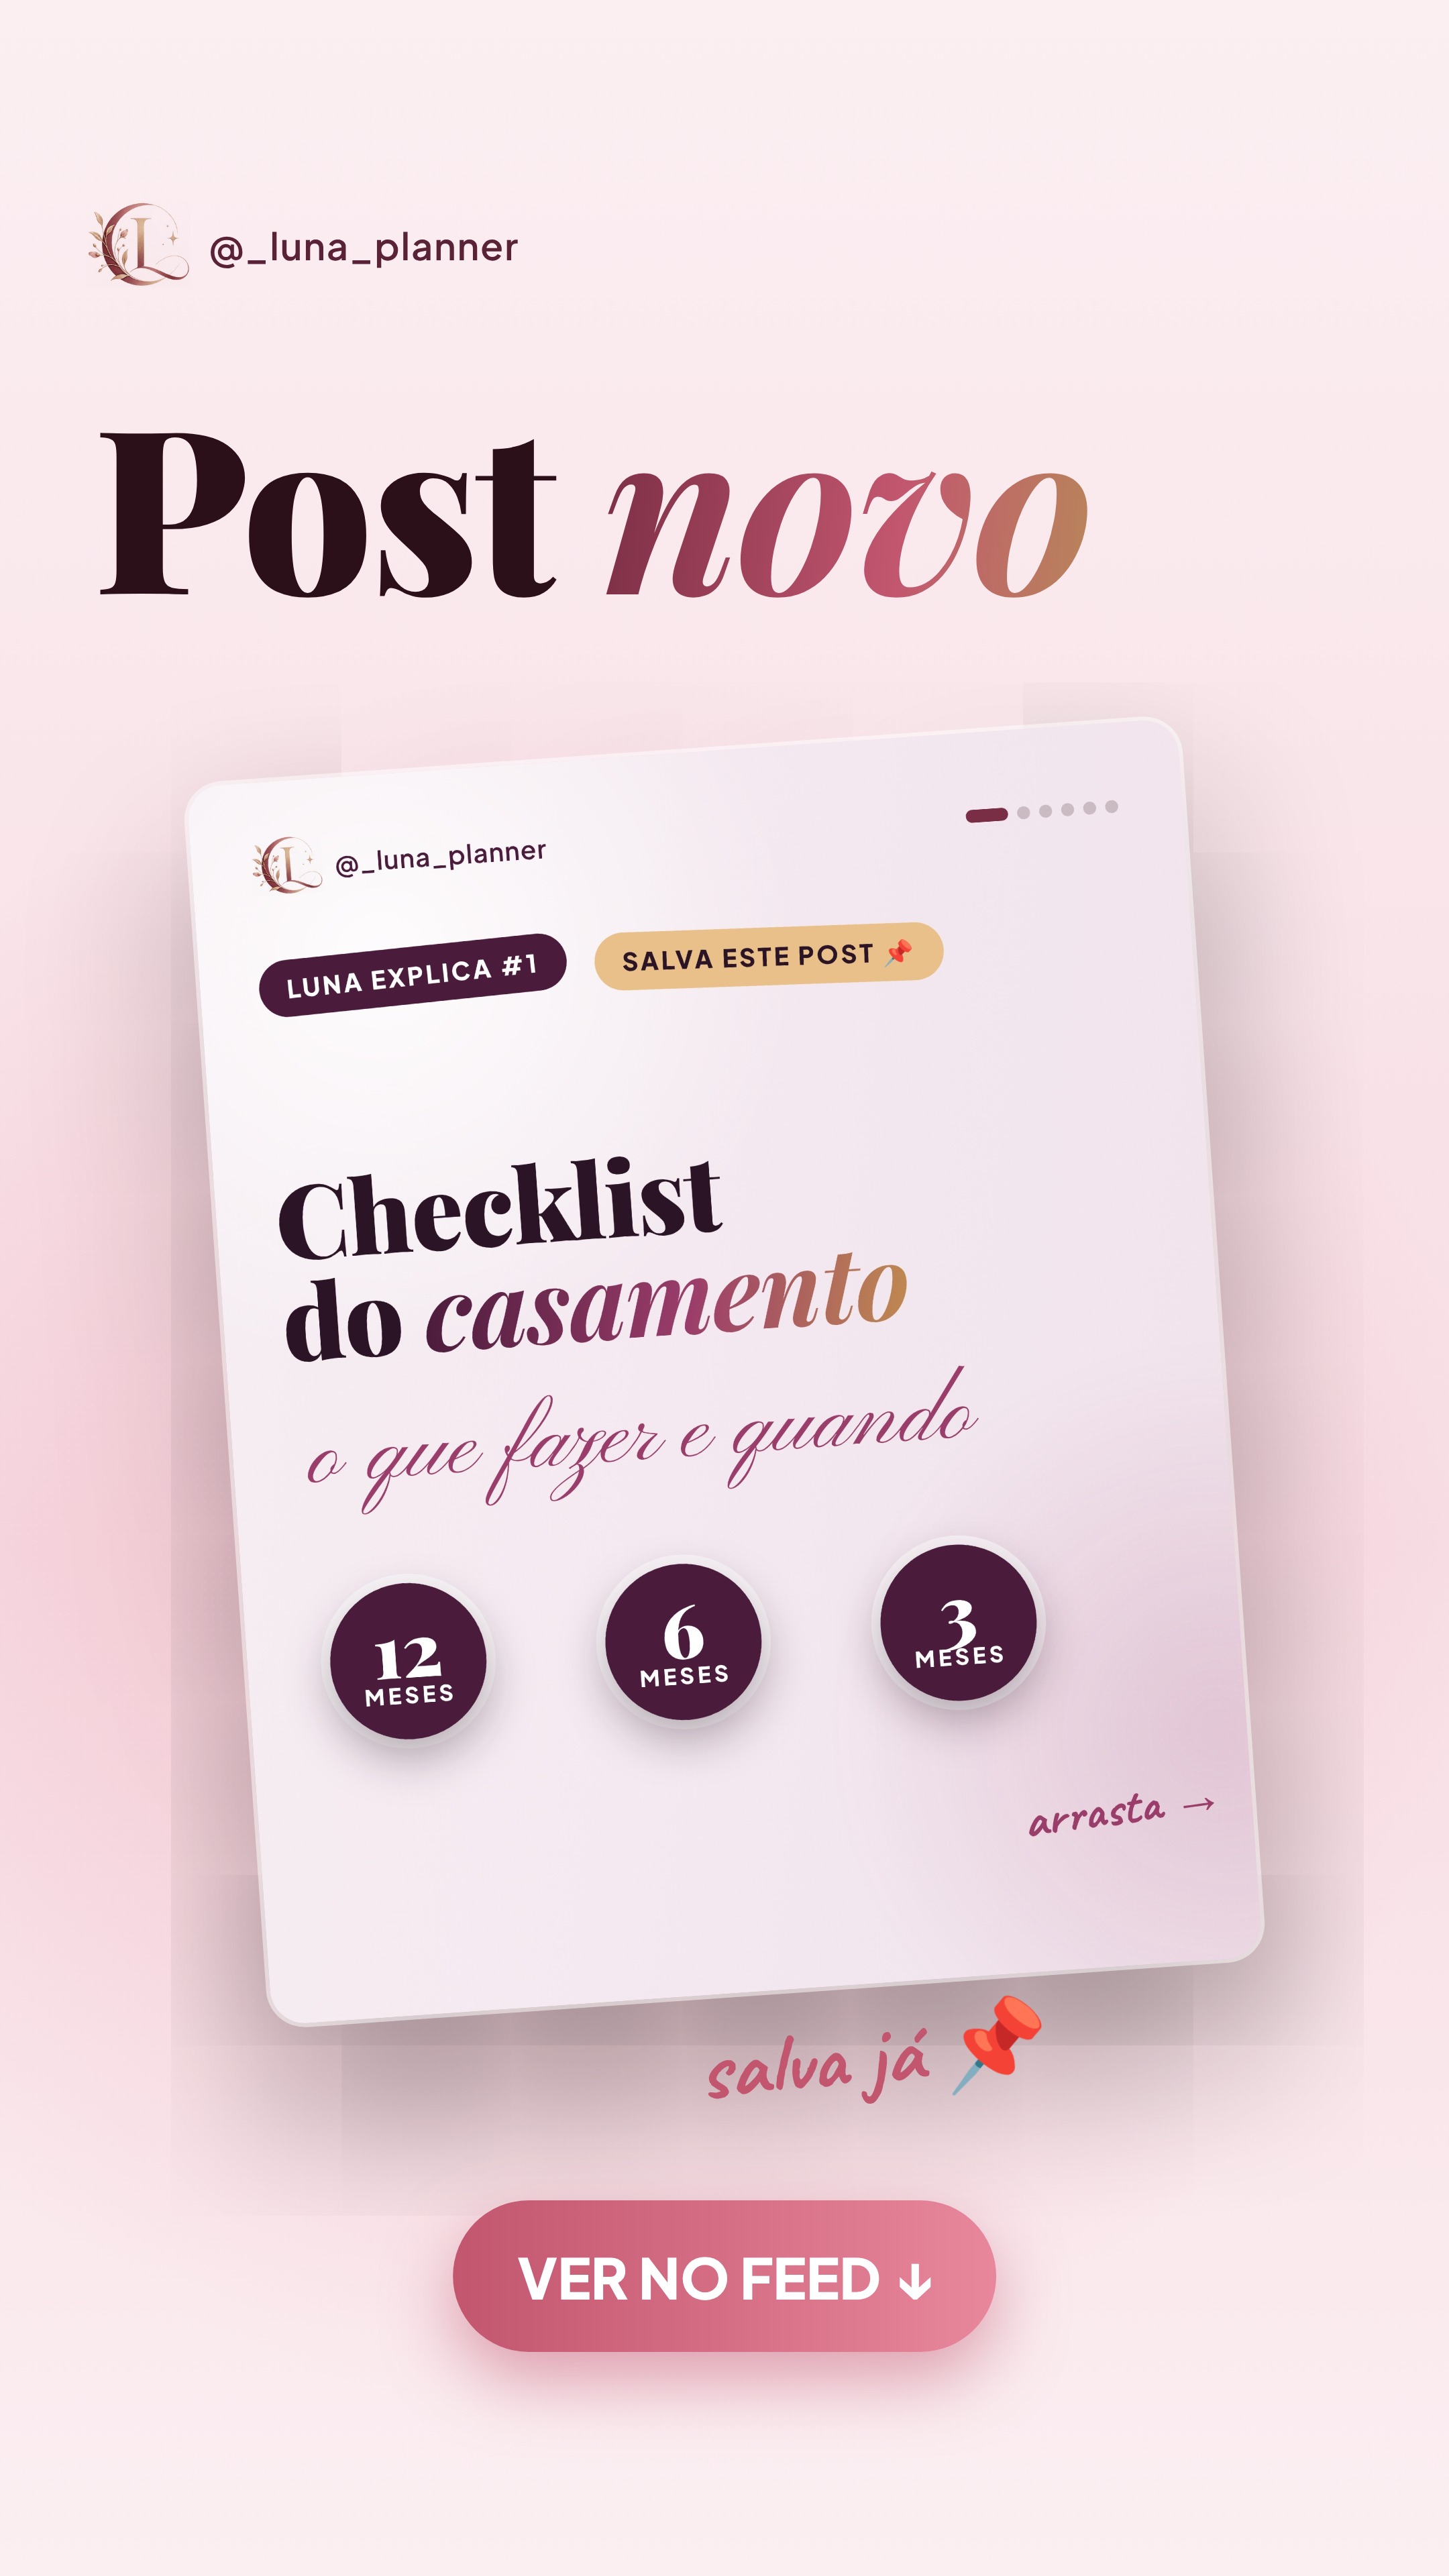 @_luna_planner
Post novo
@_luna_planner
LUNA EXPLICA #1
SALVA ESTE POST 📌
Checklist
do casamento
o que fazer e quando
12
MESES
6
MESES
3
MESES
arrasta →
salva já 📌
VER NO FEED ↓